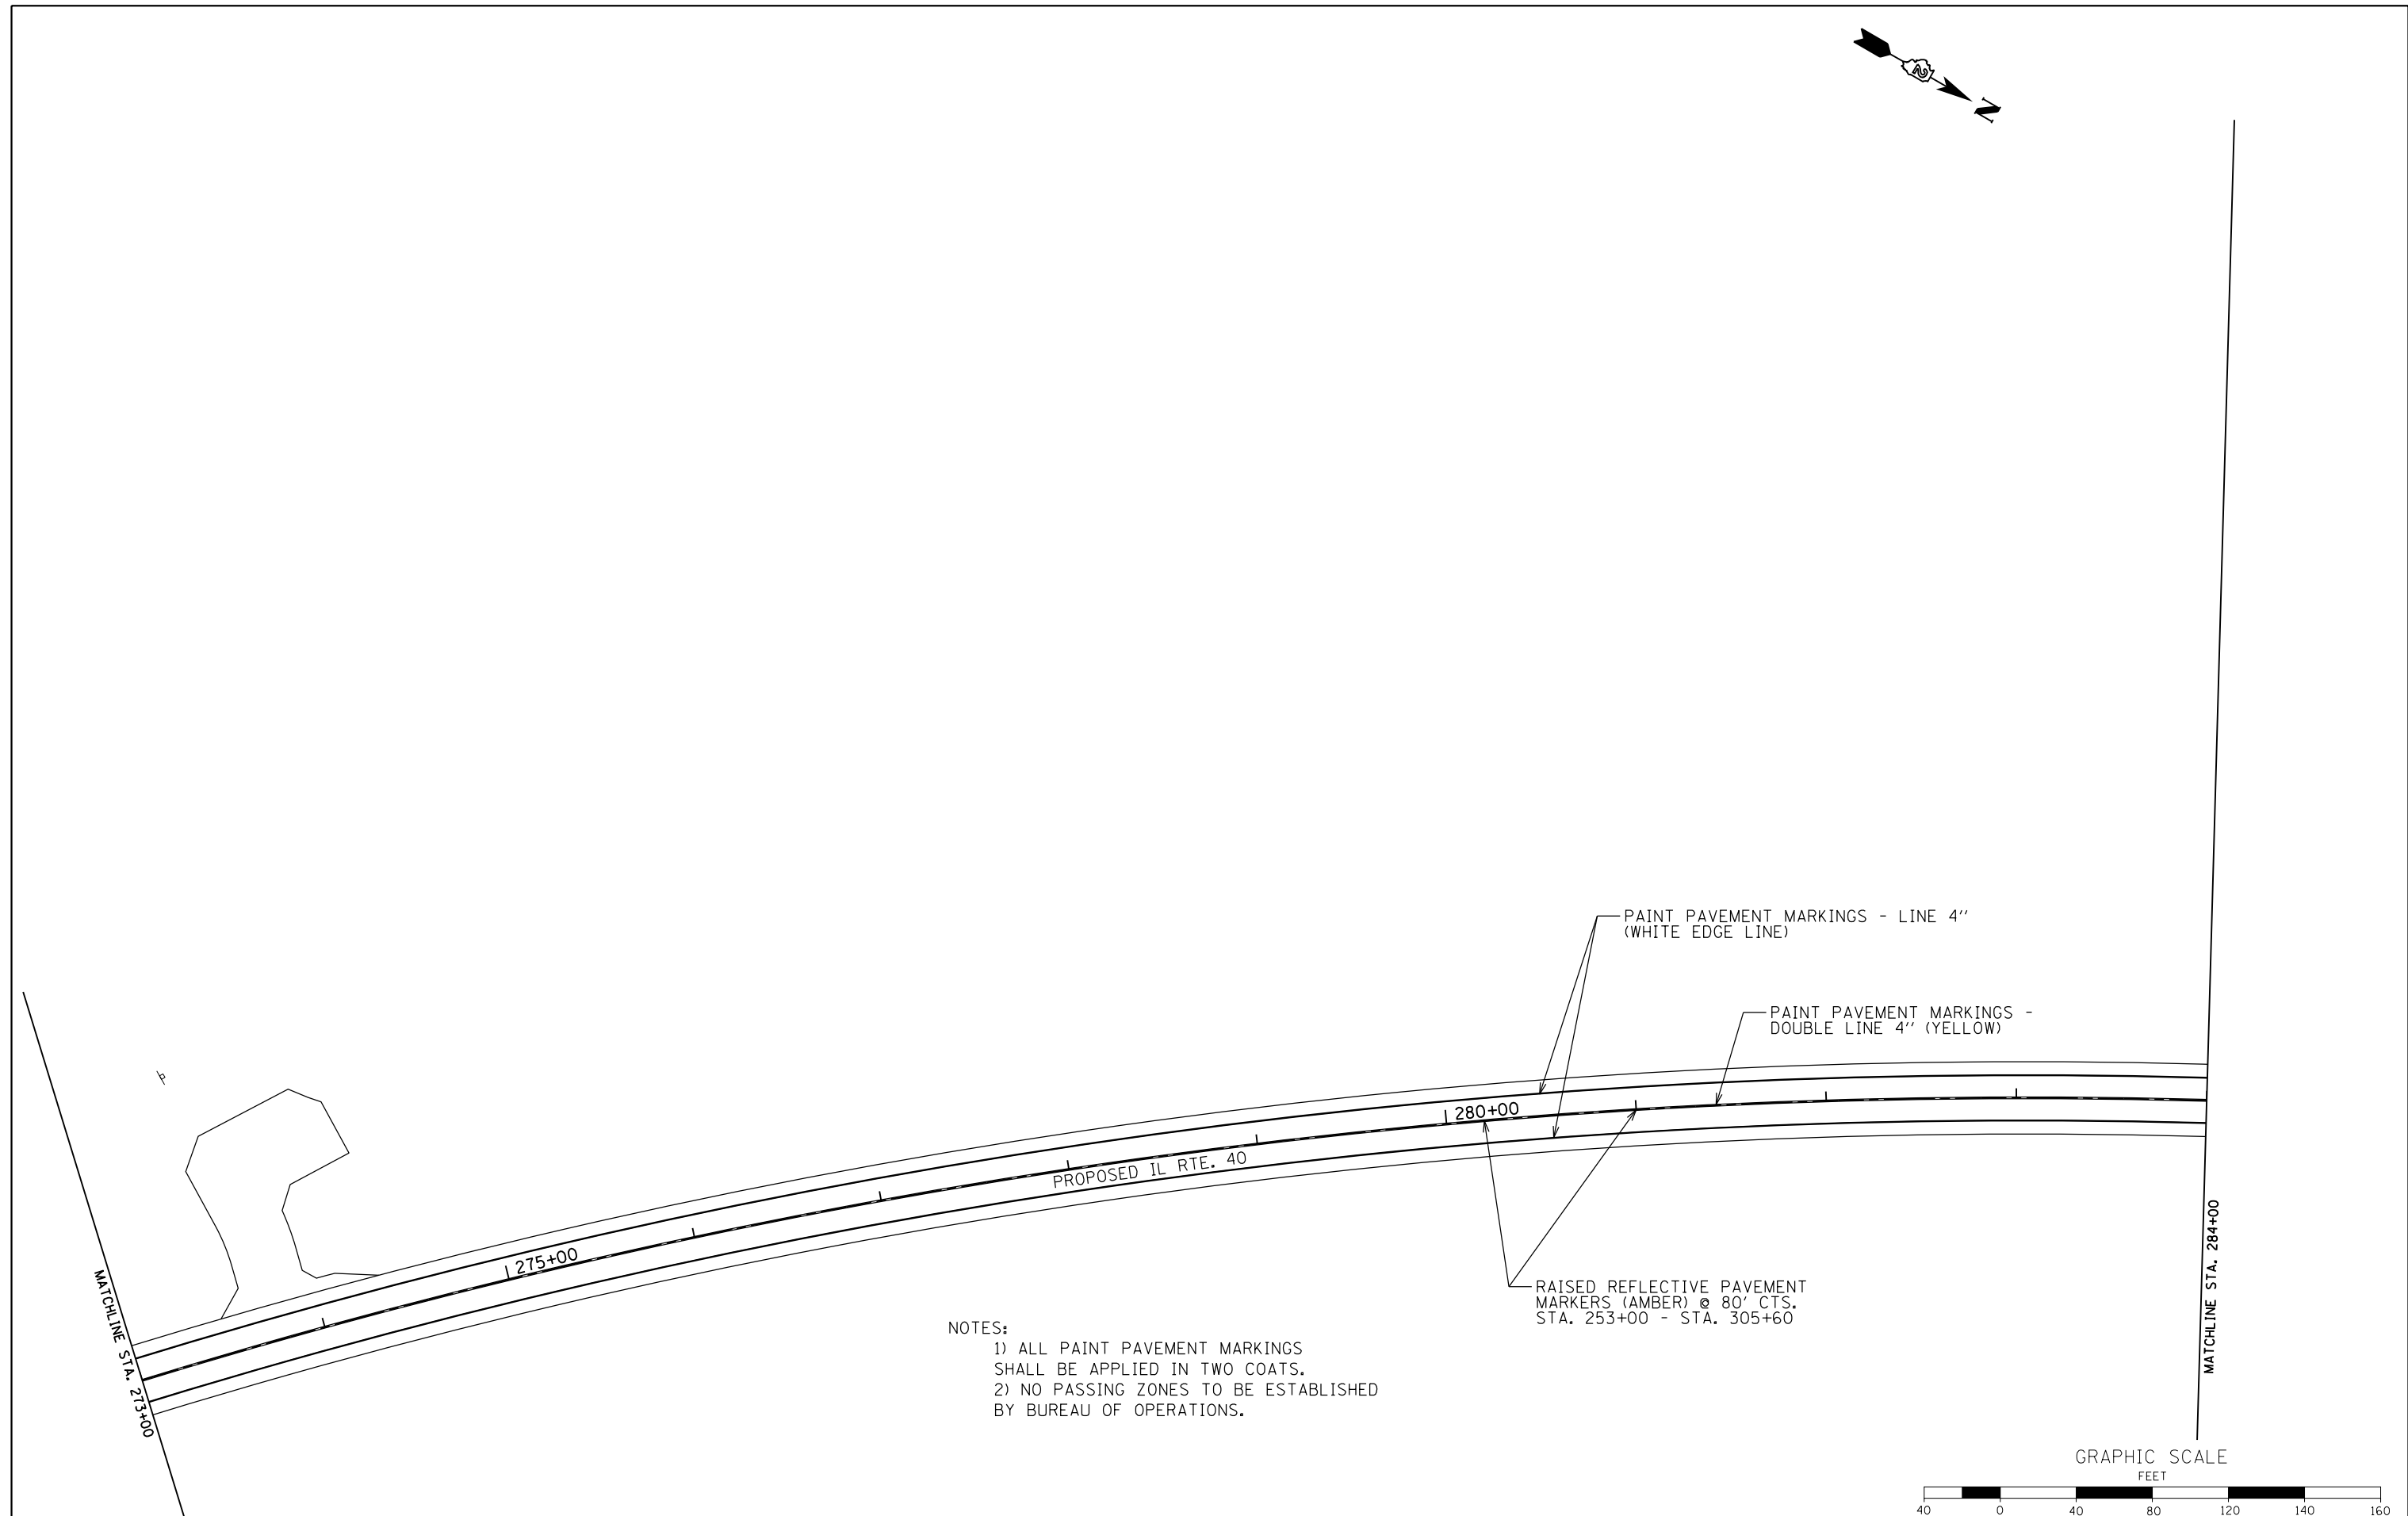 2
N
PAINT PAVEMENT MARKINGS - LINE 4''
(WHITE EDGE LINE)
PAINT PAVEMENT MARKINGS -
DOUBLE LINE 4'' (YELLOW)
280+00
PROPOSED IL RTE. 40
275+00
MATCHLINE STA. 273+00
MATCHLINE STA. 284+00
RAISED REFLECTIVE PAVEMENT
MARKERS (AMBER) @ 80' CTS.
STA. 253+00 - STA. 305+60
NOTES:
1) ALL PAINT PAVEMENT MARKINGS
SHALL BE APPLIED IN TWO COATS.
2) NO PASSING ZONES TO BE ESTABLISHED
BY BUREAU OF OPERATIONS.
GRAPHIC SCALE
FEET
40 0 40 80 120 140 160